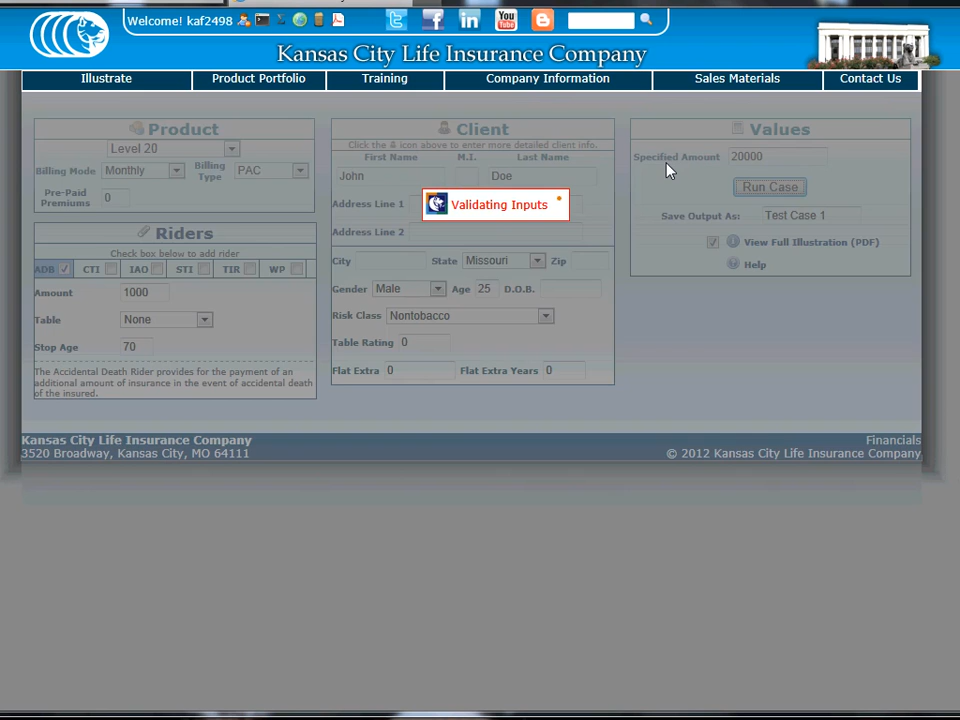 Welcome! kaf2498
Kansas City Life Insurance Company
Illustrate Product Portfolio Training Company Information Sales Materials Contact Us
Product
Level 20
Billing Mode Monthly Billing Type PAC
Pre-Paid Premiums 0
Riders
Check box below to add rider
ADB CTI IAO STI TIR WP
Amount 1000
Table None
Stop Age 70
The Accidental Death Rider provides for the payment of an
additional amount of insurance in the event of accidental death
of the insured.
Client
Click the icon above to enter more detailed client info.
First Name M.I. Last Name
John Doe
Address Line 1
Validating Inputs
Address Line 2
City State Missouri Zip
Gender Male Age 25 D.O.B.
Risk Class Nontobacco
Table Rating 0
Flat Extra 0 Flat Extra Years 0
Values
Specified Amount 20000
Run Case
Save Output As: Test Case 1
View Full Illustration (PDF)
Help
Kansas City Life Insurance Company Financials
3520 Broadway, Kansas City, MO 64111 © 2012 Kansas City Life Insurance Company
You
Tube